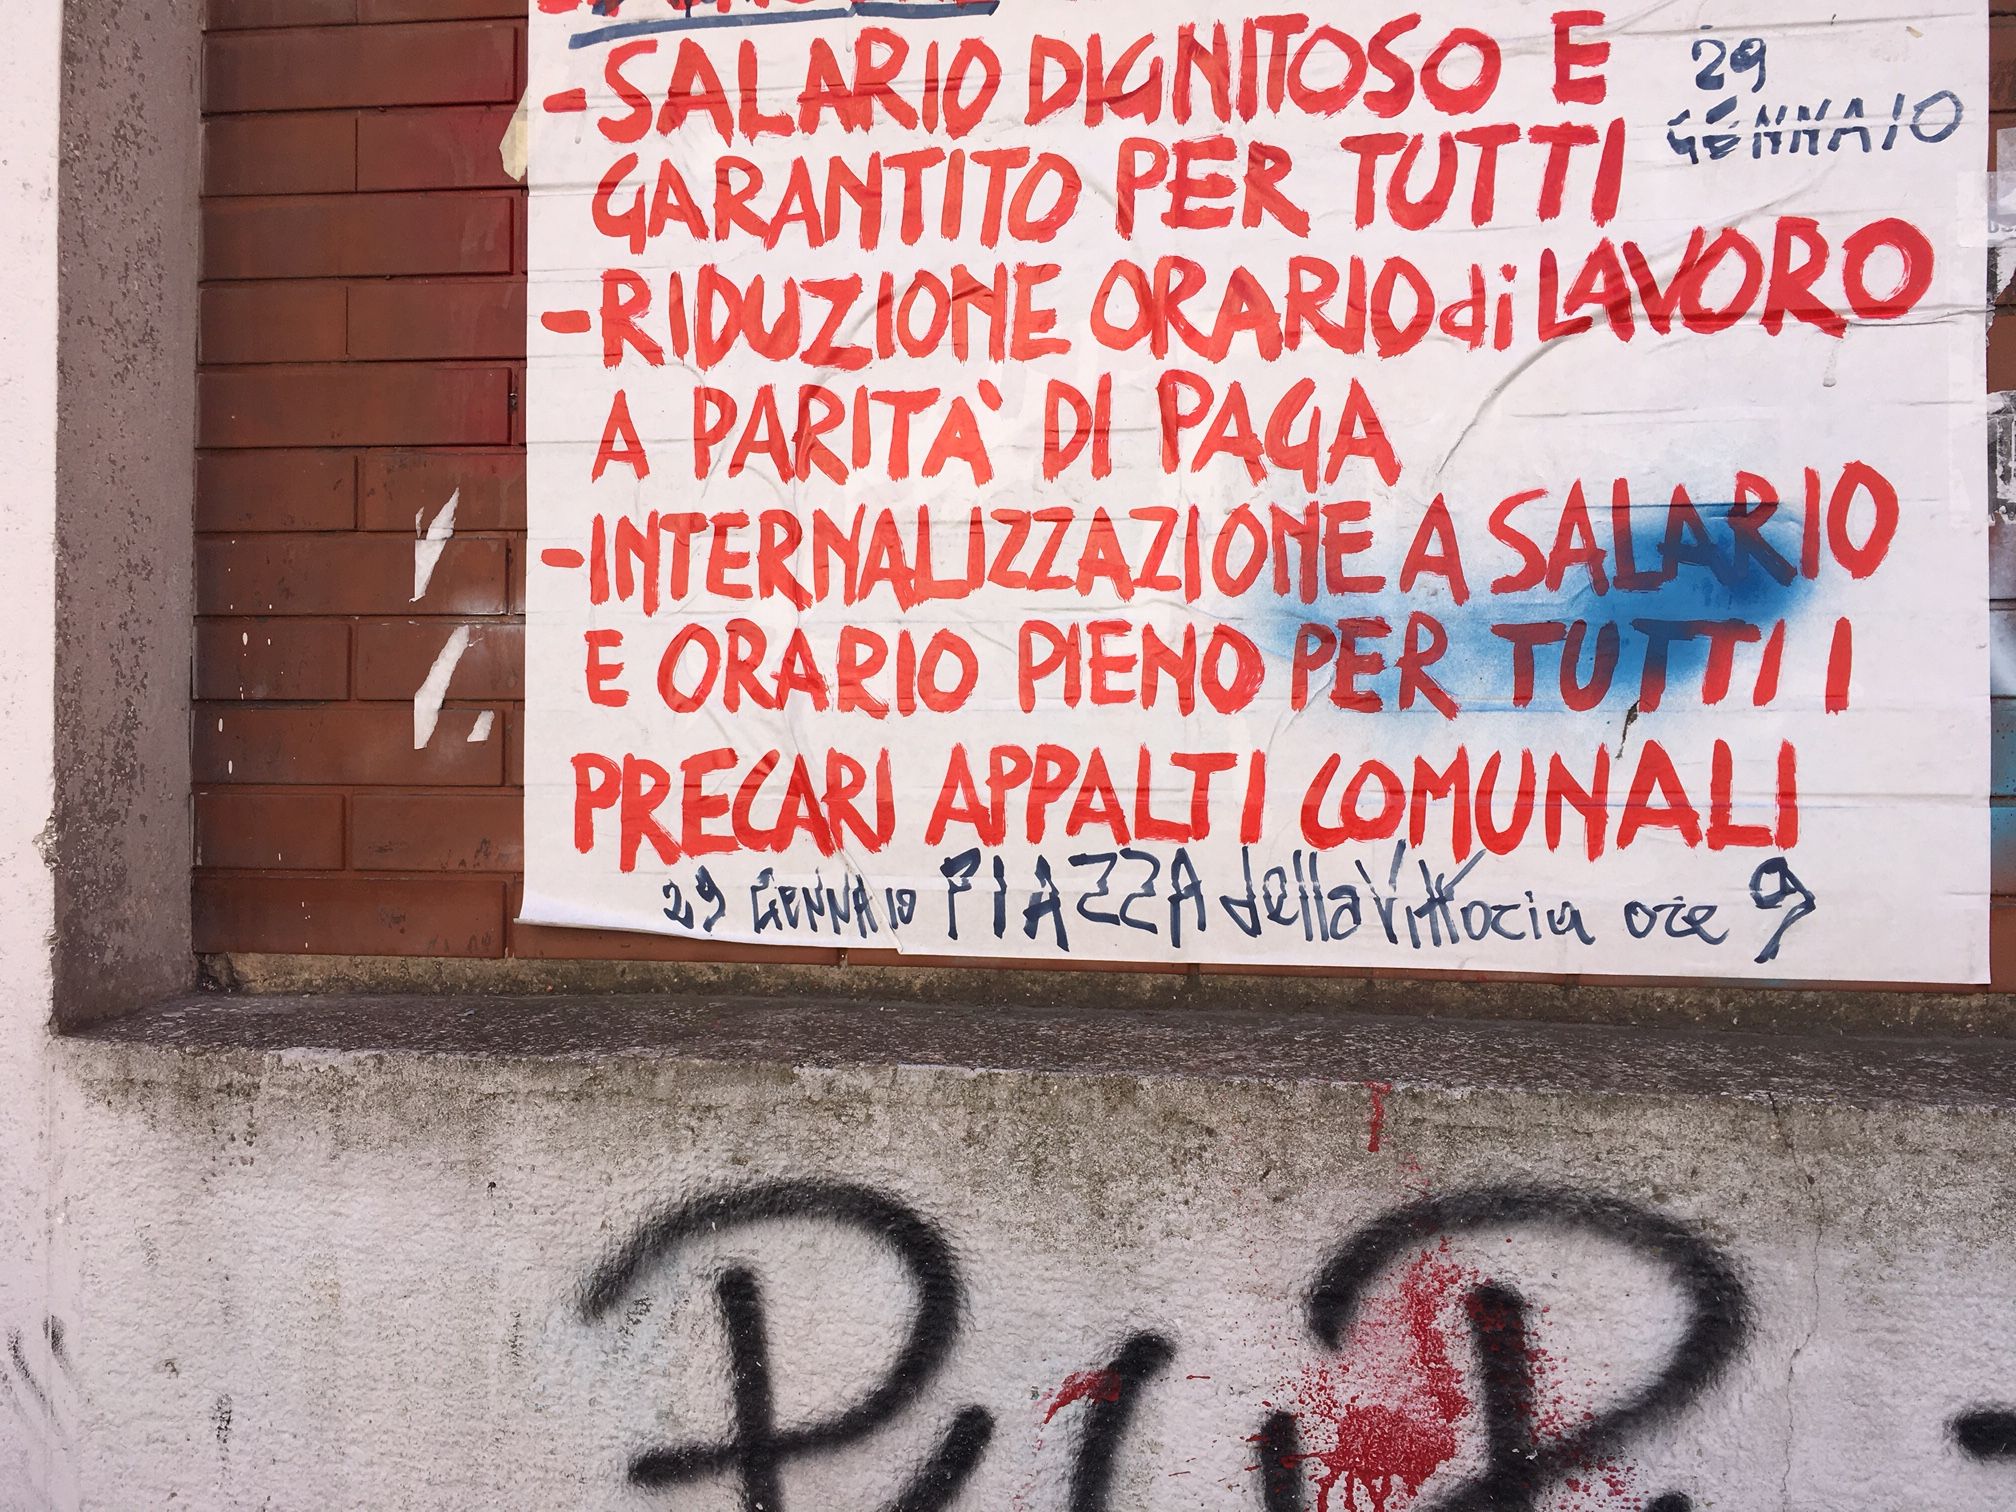 - SALARIO DIGNITOSO E
GARANTITO PER TUTTI
29
GENNAIO
- RIDUZIONE ORARIO di LAVORO
A PARITA' DI PAGA
- INTERNALIZZAZIONE A SALARIO
E ORARIO PIENO PER TUTTI I
PRECARI APPALTI COMUNALI
29 GENNAIO PIAZZA della Vittoria ore 9